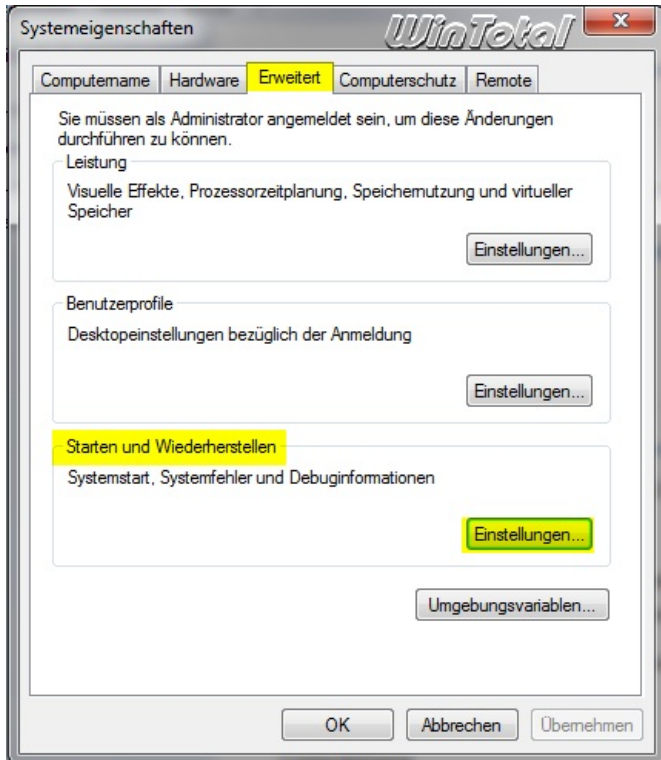 Systemeigenschaften
WinTotal
Computername
Hardware
Erweitert
Computerschutz
Remote
Sie müssen als Administrator angemeldet sein, um diese Änderungen
durchführen zu können.
Leistung
Visuelle Effekte, Prozessorzeitplanung, Speichernutzung und virtueller
Speicher
Einstellungen...
Benutzerprofile
Desktopeinstellungen bezüglich der Anmeldung
Einstellungen...
Starten und Wiederherstellen
Systemstart, Systemfehler und Debuginformationen
Einstellungen...
Umgebungsvariablen...
OK
Abbrechen
Übernehmen